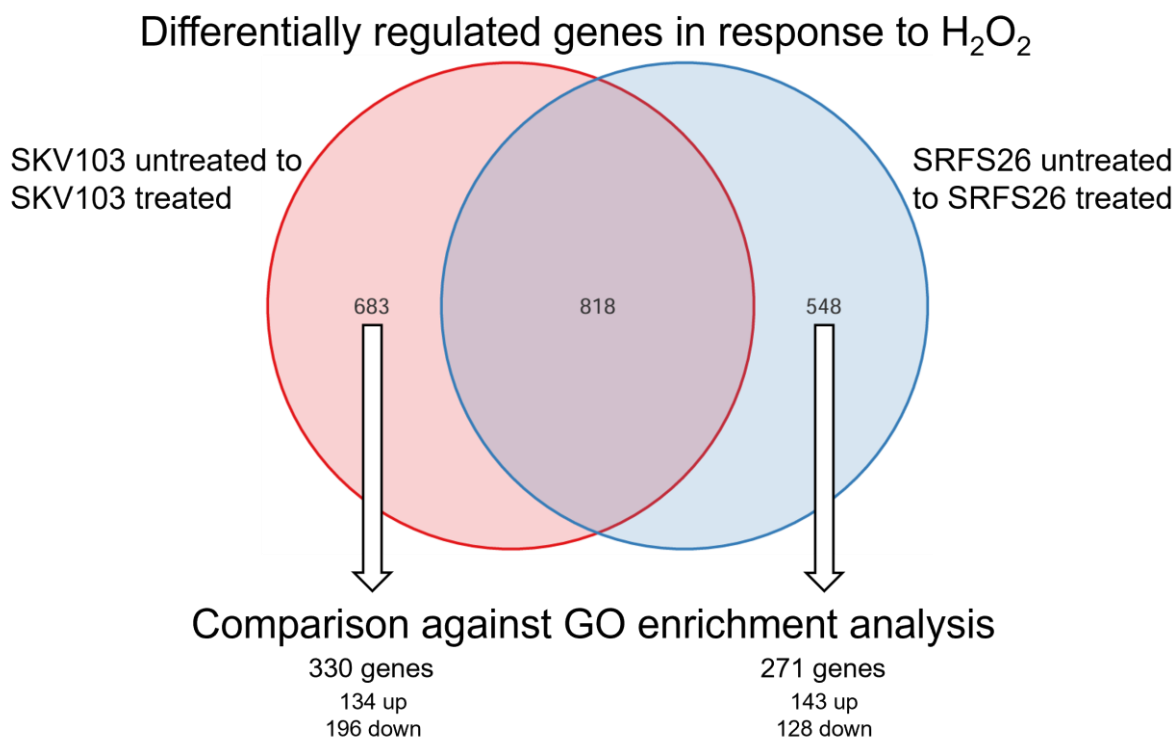 Differentially regulated genes in response to H₂O₂
SKV103 untreated to
SKV103 treated
SRFS26 untreated
to SRFS26 treated
683
818
548
Comparison against GO enrichment analysis
330 genes
134 up
196 down
271 genes
143 up
128 down